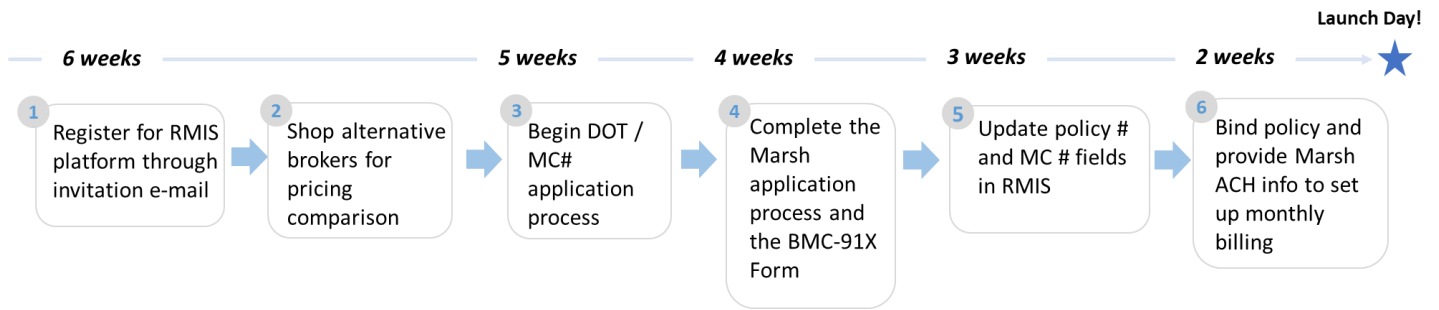 Launch Day!
6 weeks
5 weeks
4 weeks
3 weeks
2 weeks
1
Register for RMIS
platform through
invitation e-mail
2
Shop alternative
brokers for
pricing
comparison
3
Begin DOT /
MC#
application
process
4
Complete the
Marsh
application
process and
the BMC-91X
Form
5
Update policy #
and MC # fields
in RMIS
6
Bind policy and
provide Marsh
ACH info to set
up monthly
billing